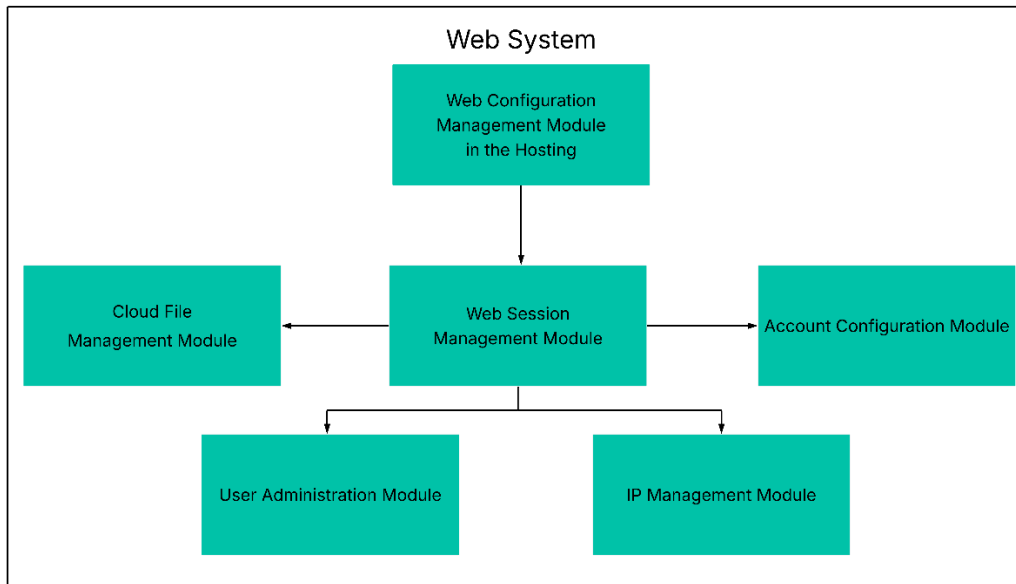 Web System
Web Configuration
Management Module
in the Hosting
Cloud File
Management Module
Web Session
Management Module
Account Configuration Module
User Administration Module
IP Management Module